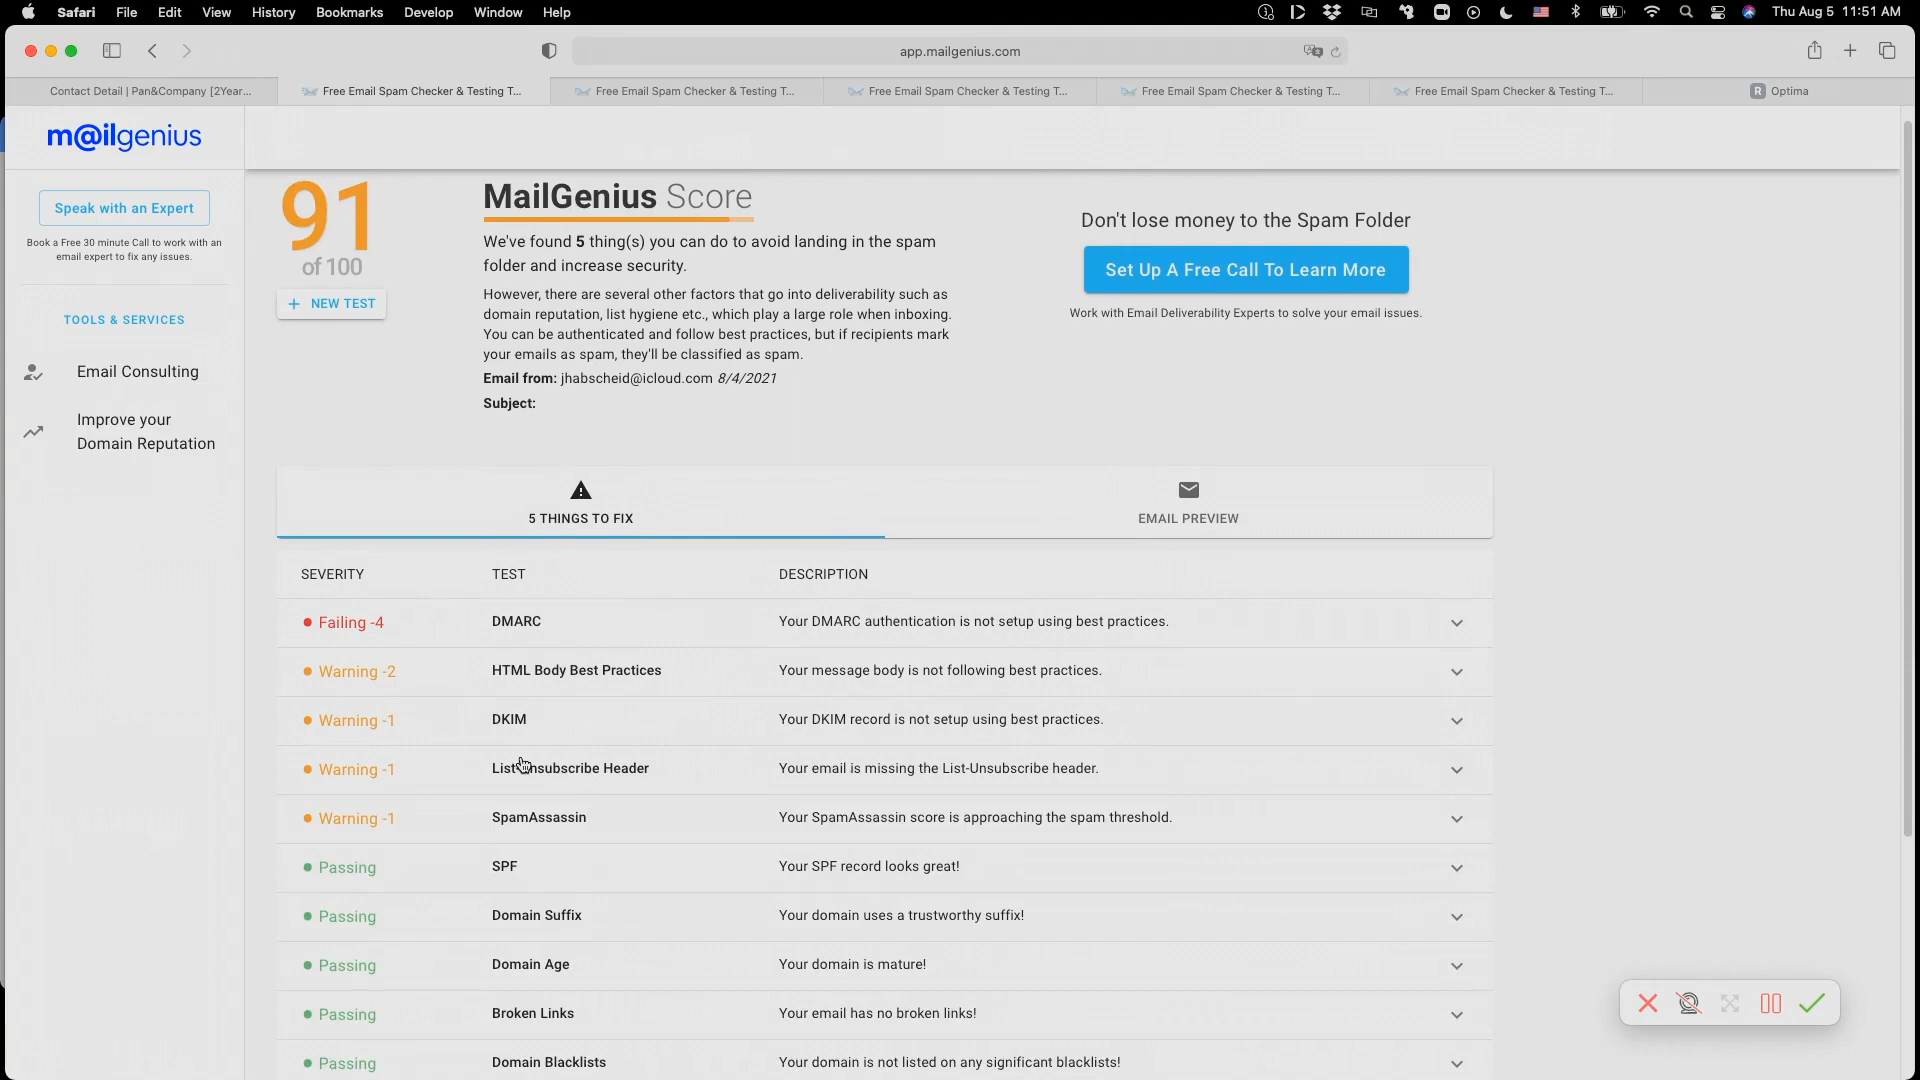 Safari File Edit View History Bookmarks Develop Window Help Thu Aug 5 11:51 AM
app.mailgenius.com
Contact Detail | Pan&Company [2Year... Free Email Spam Checker & Testing T... Free Email Spam Checker & Testing T... Free Email Spam Checker & Testing T... Free Email Spam Checker & Testing T... Free Email Spam Checker & Testing T... R Optima
m@ilgenius
Speak with an Expert
Book a Free 30 minute Call to work with an
email expert to fix any issues.
TOOLS & SERVICES
Email Consulting
Improve your
Domain Reputation
91
of 100
+ NEW TEST
MailGenius Score
We've found 5 thing(s) you can do to avoid landing in the spam
folder and increase security.
However, there are several other factors that go into deliverability such as
domain reputation, list hygiene etc., which play a large role when inboxing.
You can be authenticated and follow best practices, but if recipients mark
your emails as spam, they'll be classified as spam.
Email from: jhabscheid@icloud.com 8/4/2021
Subject:
Don't lose money to the Spam Folder
Set Up A Free Call To Learn More
Work with Email Deliverability Experts to solve your email issues.
5 THINGS TO FIX
EMAIL PREVIEW
SEVERITY TEST DESCRIPTION
Failing -4 DMARC Your DMARC authentication is not setup using best practices.
Warning -2 HTML Body Best Practices Your message body is not following best practices.
Warning -1 DKIM Your DKIM record is not setup using best practices.
Warning -1 List-Unsubscribe Header Your email is missing the List-Unsubscribe header.
Warning -1 SpamAssassin Your SpamAssassin score is approaching the spam threshold.
Passing SPF Your SPF record looks great!
Passing Domain Suffix Your domain uses a trustworthy suffix!
Passing Domain Age Your domain is mature!
Passing Broken Links Your email has no broken links!
Passing Domain Blacklists Your domain is not listed on any significant blacklists!